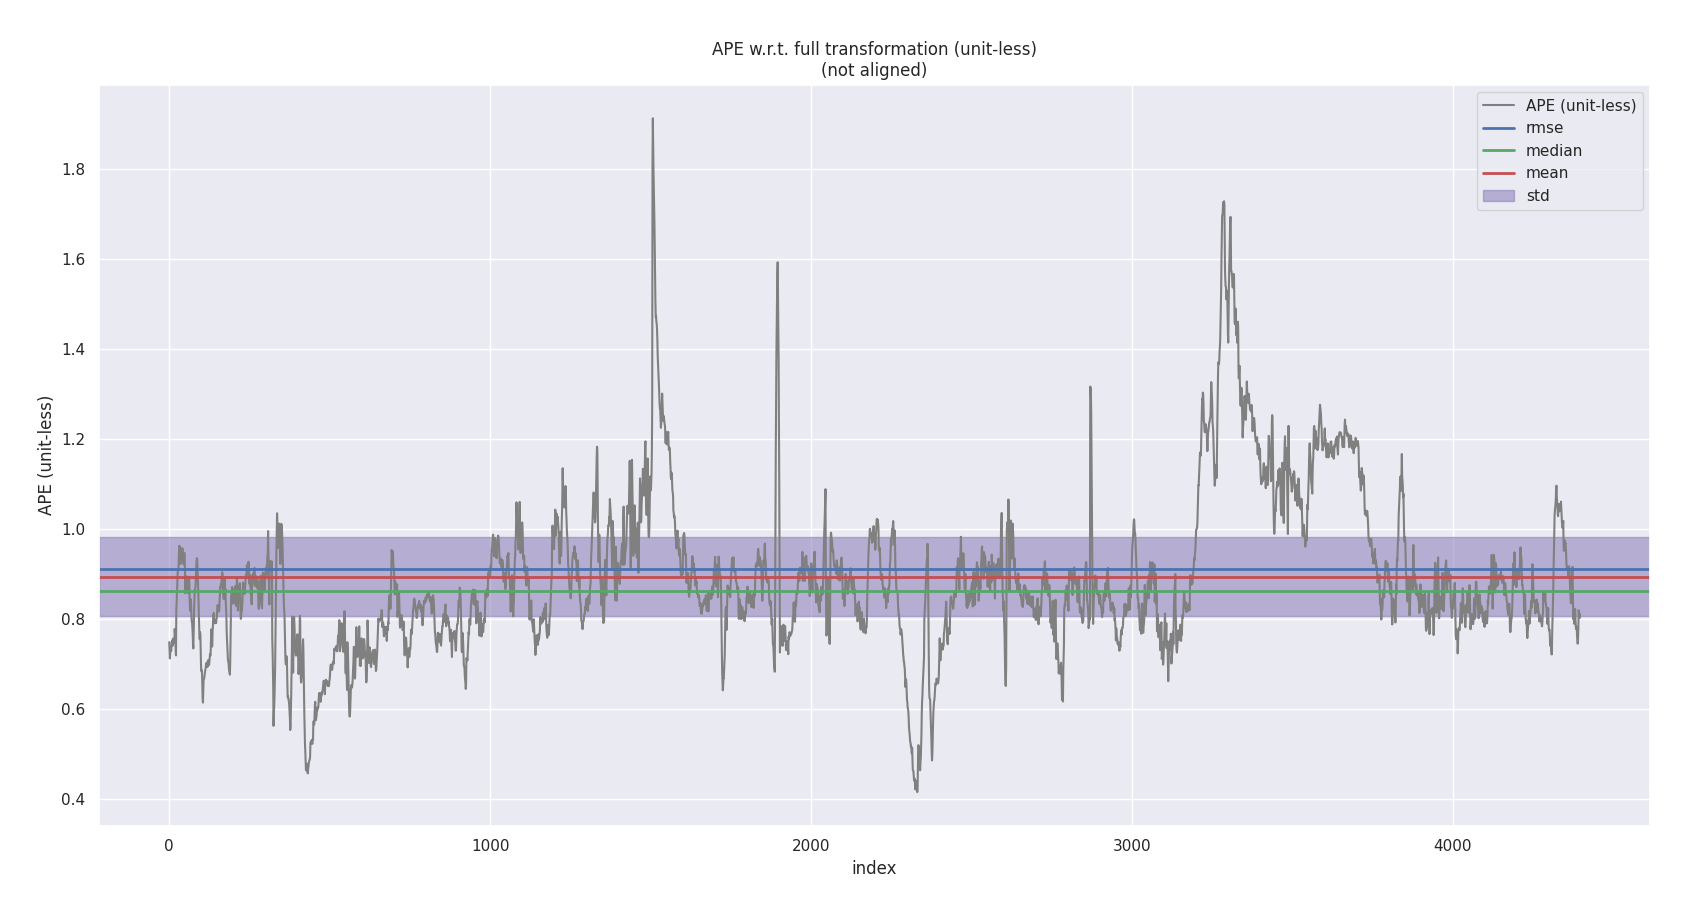 APE w.r.t. full transformation (unit-less)
(not aligned)
APE (unit-less)
rmse
median
mean
std
1.8
1.6
1.4
1.2
1.0
0.8
0.6
0.4
APE (unit-less)
0 1000 2000 3000 4000
index